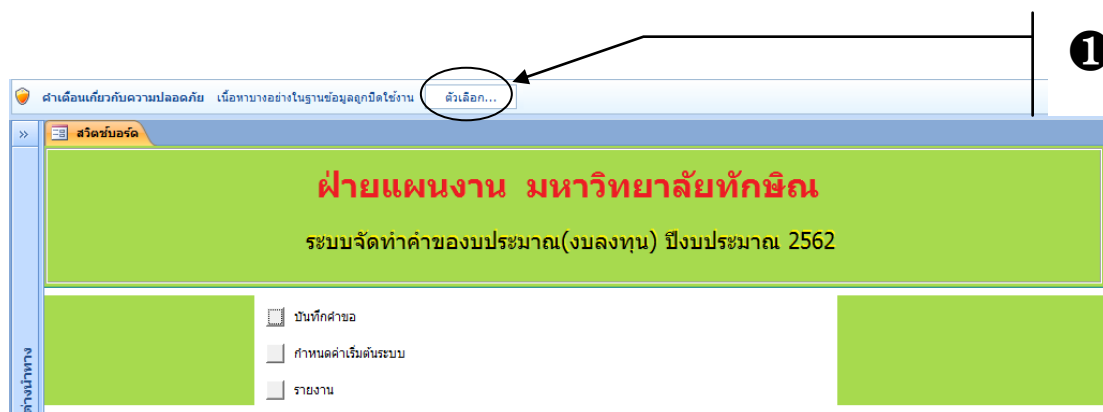 ❶
คำเตือนเกี่ยวกับความปลอดภัย เนื้อหาบางอย่างในฐานข้อมูลถูกปิดใช้งาน ตัวเลือก...
» สวิตช์บอร์ด
ฝ่ายแผนงาน มหาวิทยาลัยทักษิณ
ระบบจัดทำคำของบประมาณ(งบลงทุน) ปีงบประมาณ 2562
บันทึกคำขอ
กำหนดค่าเริ่มต้นระบบ
รายงาน